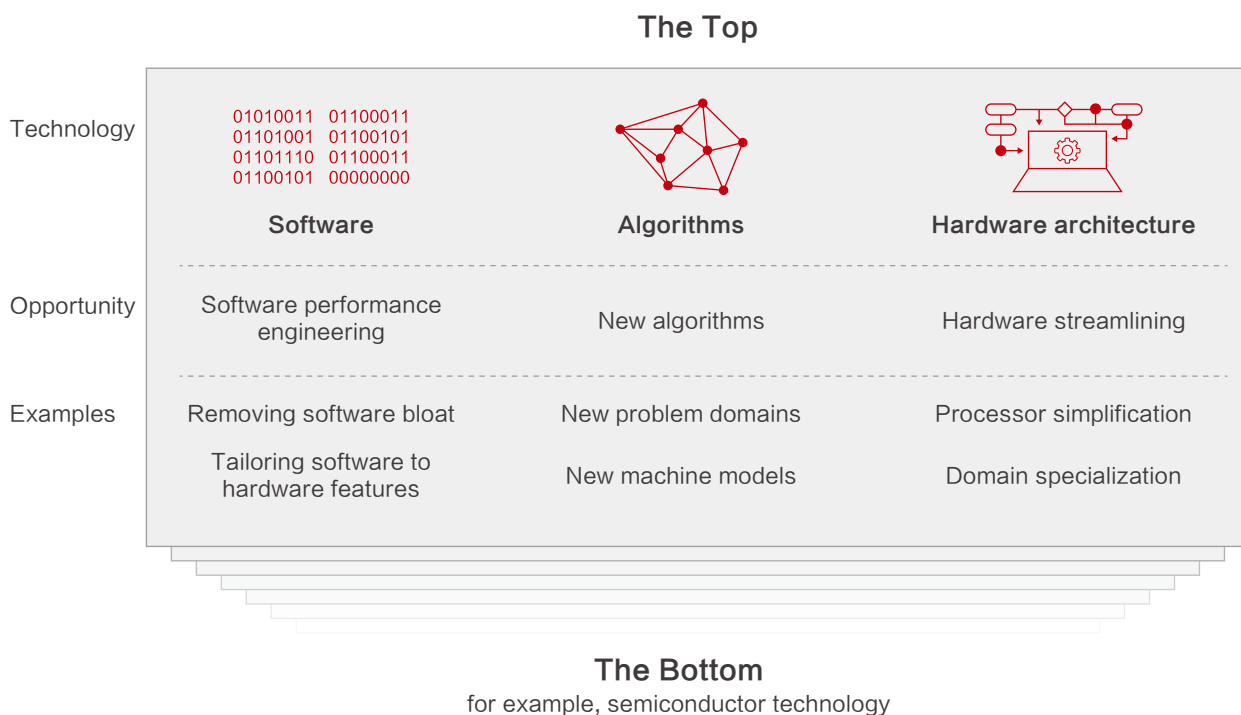 The Top
Technology
01010011 01100011
01101001 01100101
01101110 01100011
01100101 00000000
Software
Algorithms
Hardware architecture
Opportunity
Software performance
engineering
New algorithms
Hardware streamlining
Examples
Removing software bloat
New problem domains
Processor simplification
Tailoring software to
hardware features
New machine models
Domain specialization
The Bottom
for example, semiconductor technology